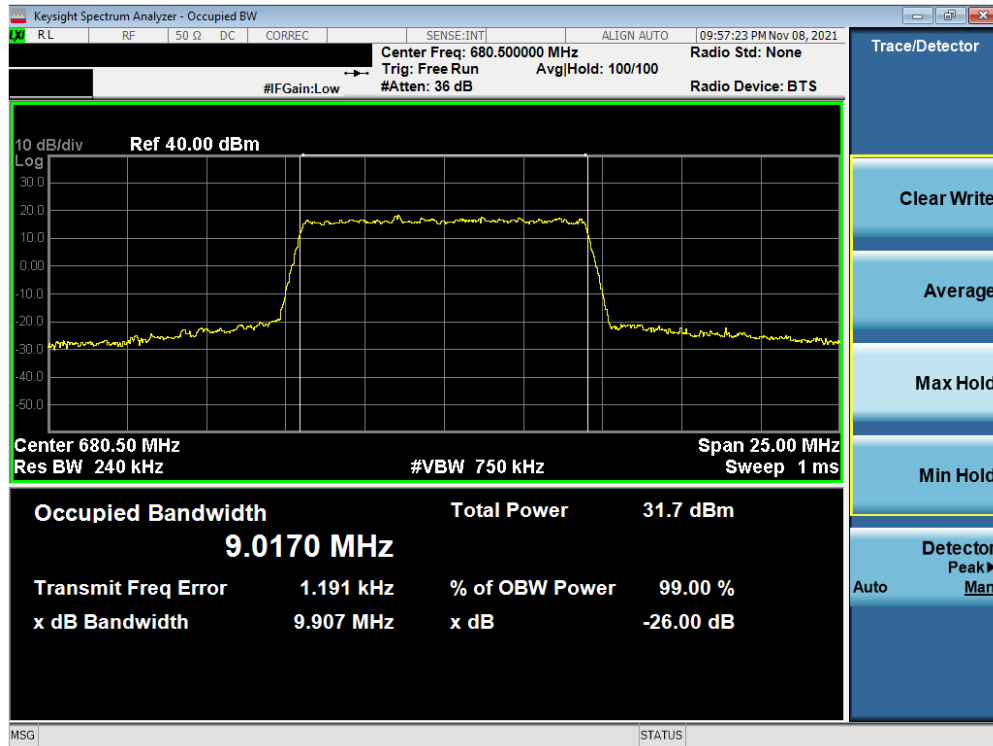 Keysight Spectrum Analyzer - Occupied BW
LXI RL RF 50 Ω DC CORREC SENSE:INT ALIGN AUTO 09:57:23 PM Nov 08, 2021
Center Freq: 680.500000 MHz Radio Std: None
Trig: Free Run Avg|Hold: 100/100
#IFGain:Low #Atten: 36 dB Radio Device: BTS
10 dB/div Ref 40.00 dBm
Log
30.0
20.0
10.0
0.00
-10.0
-20.0
-30.0
-40.0
-50.0
Center 680.50 MHz Span 25.00 MHz
Res BW 240 kHz #VBW 750 kHz Sweep 1 ms
Occupied Bandwidth Total Power 31.7 dBm
9.0170 MHz
Transmit Freq Error 1.191 kHz % of OBW Power 99.00 %
x dB Bandwidth 9.907 MHz x dB -26.00 dB
MSG STATUS
Trace/Detector
Clear Write
Average
Max Hold
Min Hold
Detector
Peak▶
Auto Man